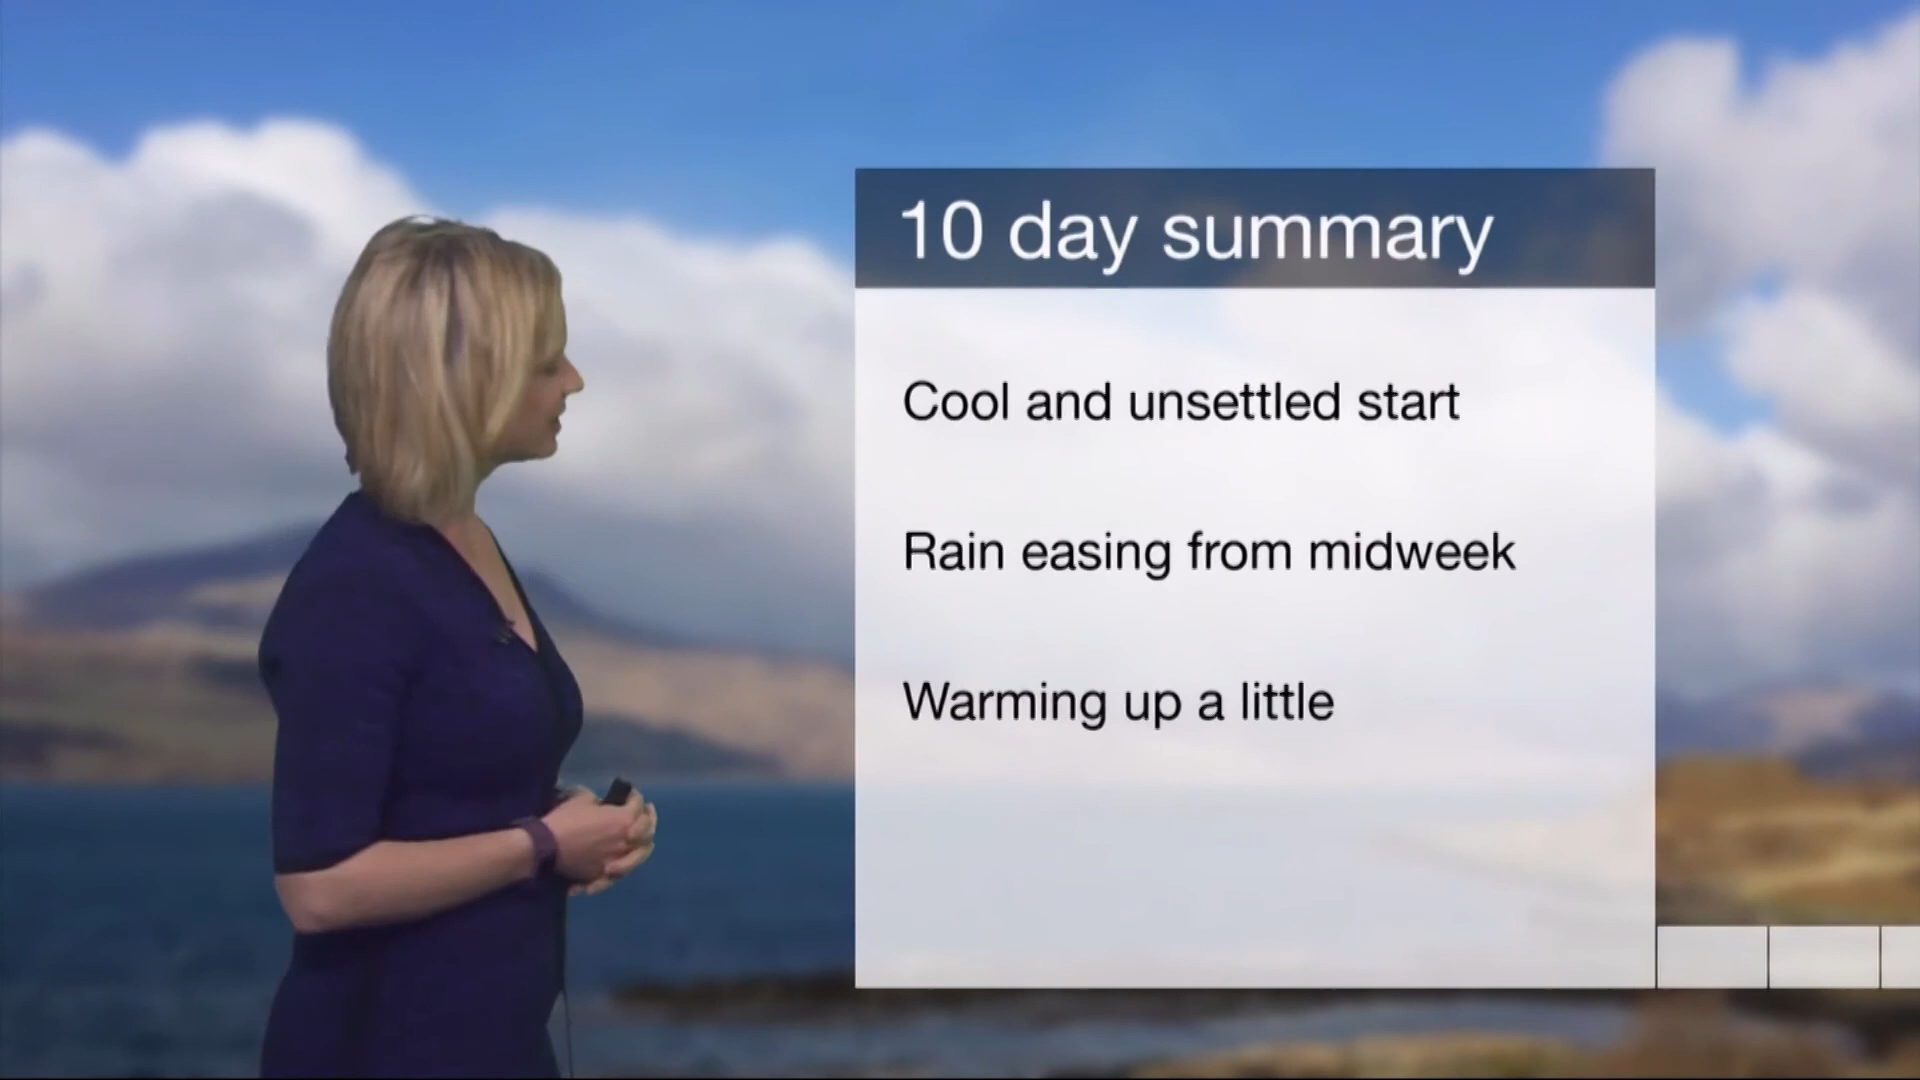 10 day summary
Cool and unsettled start
Rain easing from midweek
Warming up a little